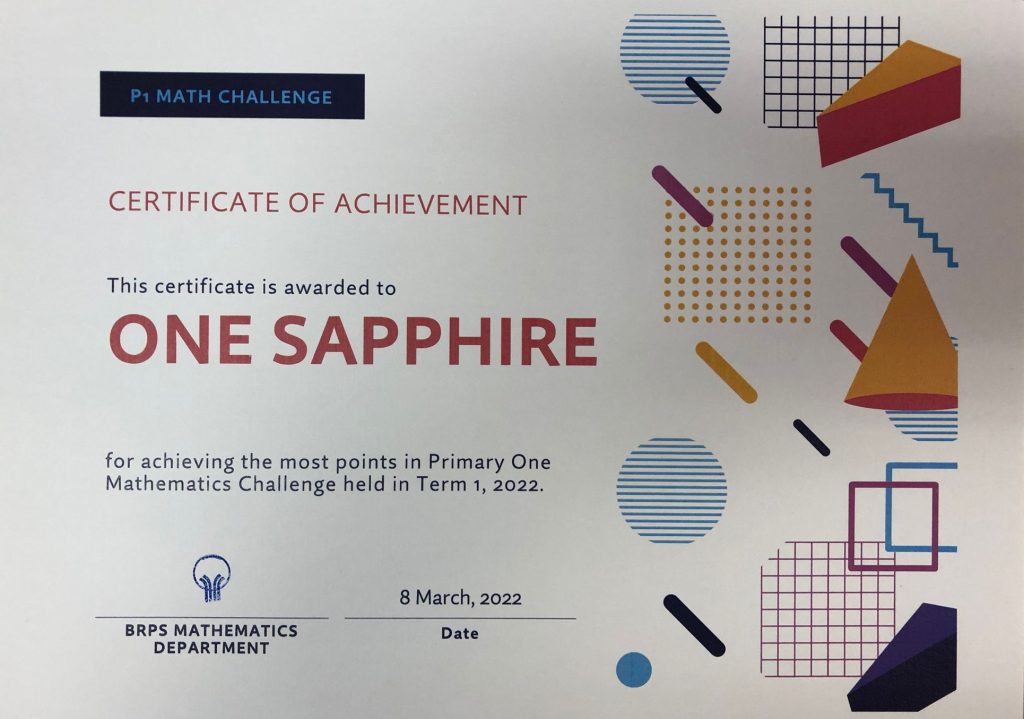 P1 MATH CHALLENGE
CERTIFICATE OF ACHIEVEMENT
This certificate is awarded to
ONE SAPPHIRE
for achieving the most points in Primary One
Mathematics Challenge held in Term 1, 2022.
8 March, 2022
BRPS MATHEMATICS
DEPARTMENT
Date